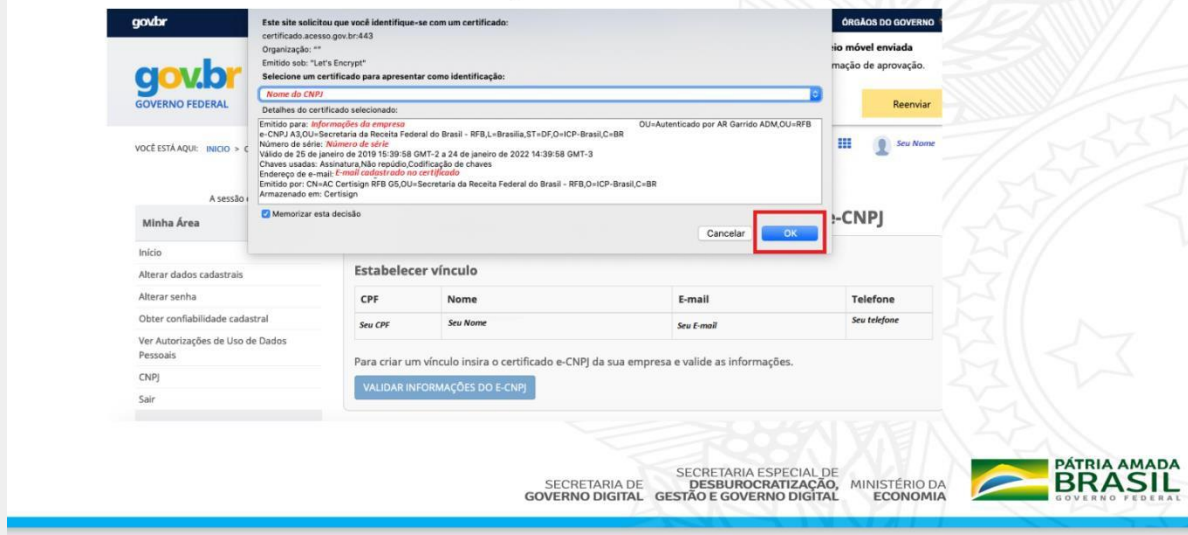 govbr
ÓRGÃOS DO GOVERNO
Este site solicitou que você identifique-se com um certificado:
certificado.acesso.gov.br:443
Organização: ""
Emitido sob: "Let's Encrypt"
Selecione um certificado para apresentar como identificação:
Nome do CNPJ
Detalhes do certificado selecionado:
Emitido para: Informações da empresa OU=Autenticado por AR Garrido ADM,OU=RFB
e-CNPJ A3,OU=Secretaria da Receita Federal do Brasil - RFB,L=Brasilia,ST=DF,O=ICP-Brasil,C=BR
Número de série: Número de série
Válido de 25 de janeiro de 2019 15:39:58 GMT-2 a 24 de janeiro de 2022 14:39:58 GMT-3
Chaves usadas: Assinatura,Não repúdio,Codificação de chaves
Endereço de e-mail: E-mail cadastrado no certificado
Emitido por: CN=AC Certisign RFB G5,OU=Secretaria da Receita Federal do Brasil - RFB,O=ICP-Brasil,C=BR
Armazenado em: Certisign
Memorizar esta decisão
Cancelar
OK
gov.br
GOVERNO FEDERAL
io móvel enviada
mação de aprovação.
Reenviar
VOCÊ ESTÁ AQUI: INICIO >
Seu Nome
A sessão
e-CNPJ
Minha Área
Início
Alterar dados cadastrais
Alterar senha
Obter confiabilidade cadastral
Ver Autorizações de Uso de Dados
Pessoais
CNPJ
Sair
Estabelecer vínculo
CPF Nome E-mail Telefone
Seu CPF Seu Nome Seu E-mail Seu telefone
Para criar um vínculo insira o certificado e-CNPJ da sua empresa e valide as informações.
VALIDAR INFORMAÇÕES DO E-CNPJ
SECRETARIA DE
GOVERNO DIGITAL
SECRETARIA ESPECIAL DE
DESBUROCRATIZAÇÃO,
GESTÃO E GOVERNO DIGITAL
MINISTÉRIO DA
ECONOMIA
PÁTRIA AMADA
BRASIL
GOVERNO FEDERAL